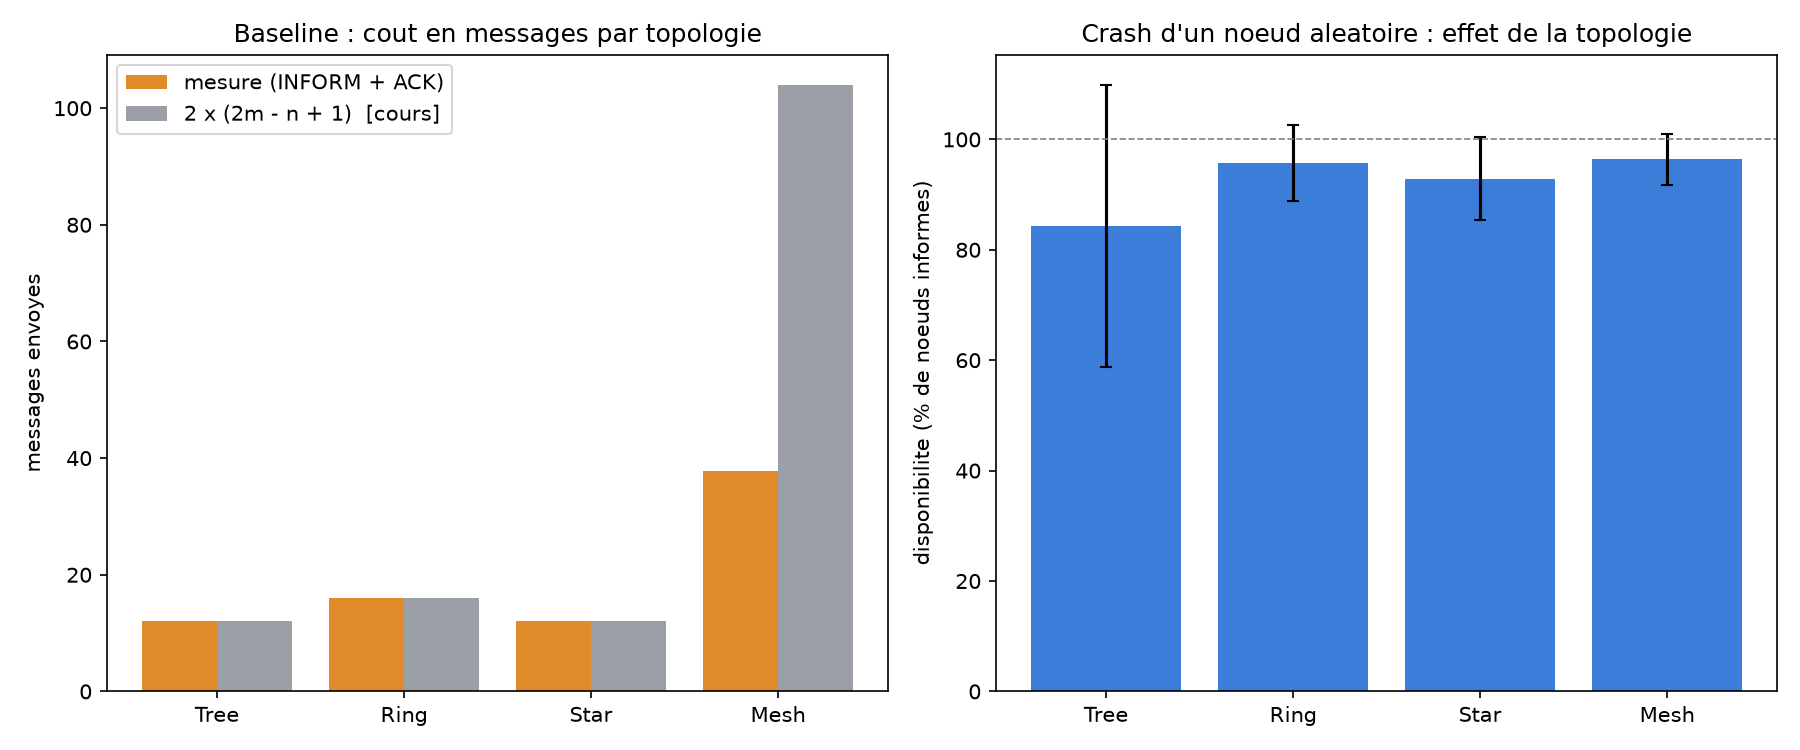 Baseline : cout en messages par topologie
mesure (INFORM + ACK)
2 x (2m - n + 1)  [cours]
messages envoyes
100
80
60
40
20
0
Tree
Ring
Star
Mesh
Crash d'un noeud aleatoire : effet de la topologie
disponibilite (% de noeuds informes)
100
80
60
40
20
0
Tree
Ring
Star
Mesh